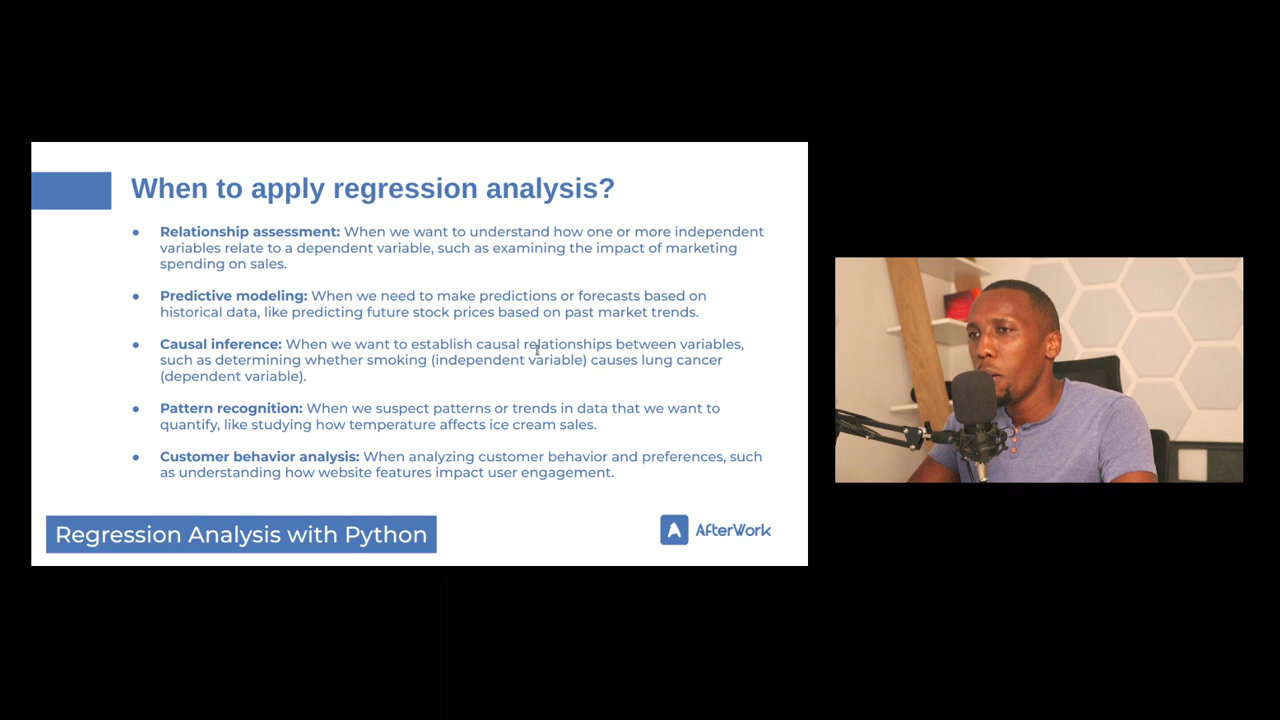 When to apply regression analysis?
● Relationship assessment: When we want to understand how one or more independent
variables relate to a dependent variable, such as examining the impact of marketing
spending on sales.
● Predictive modeling: When we need to make predictions or forecasts based on
historical data, like predicting future stock prices based on past market trends.
● Causal inference: When we want to establish causal relationships between variables,
such as determining whether smoking (independent variable) causes lung cancer
(dependent variable).
● Pattern recognition: When we suspect patterns or trends in data that we want to
quantify, like studying how temperature affects ice cream sales.
● Customer behavior analysis: When analyzing customer behavior and preferences, such
as understanding how website features impact user engagement.
Regression Analysis with Python
AfterWork